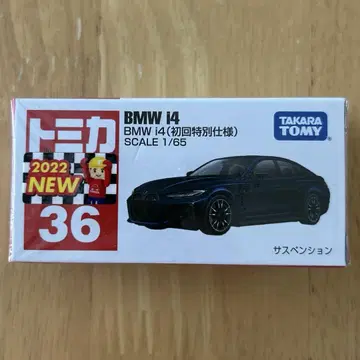 トミカ
2022
NEW
36
BMW i4
BMW i4(初回特別仕様)
SCALE 1/65
TAKARA
TOMY
サスペンション